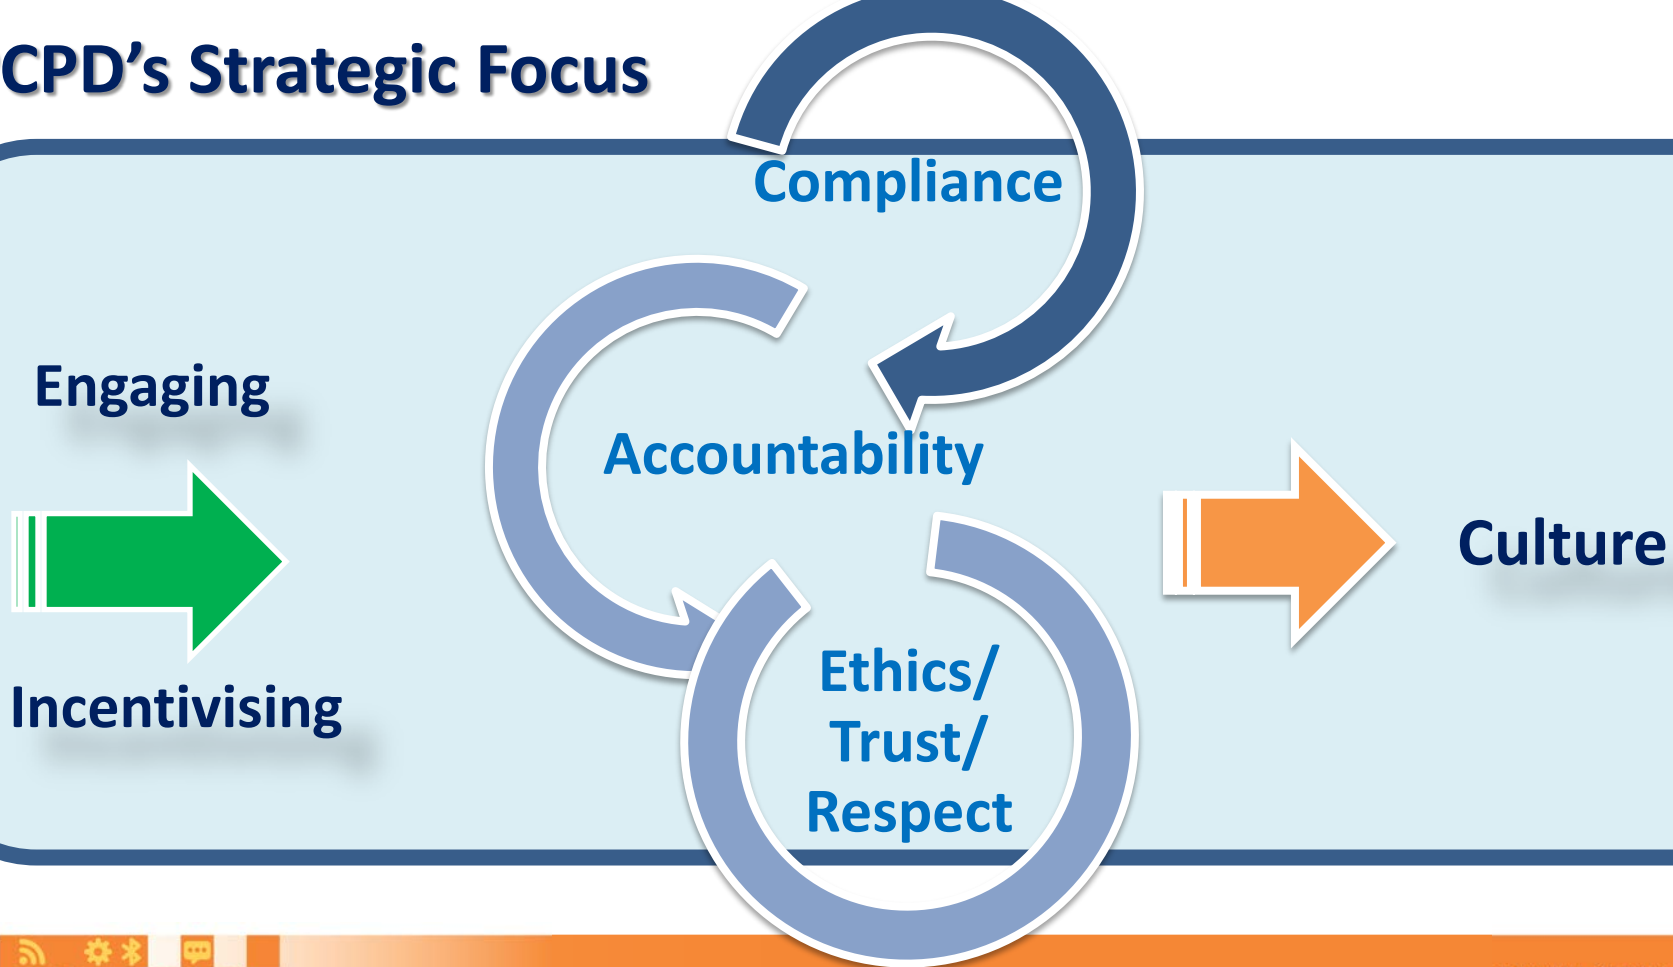 CPD’s Strategic Focus
Compliance
Engaging
Accountability
Culture
Ethics/
Trust/
Respect
Incentivising